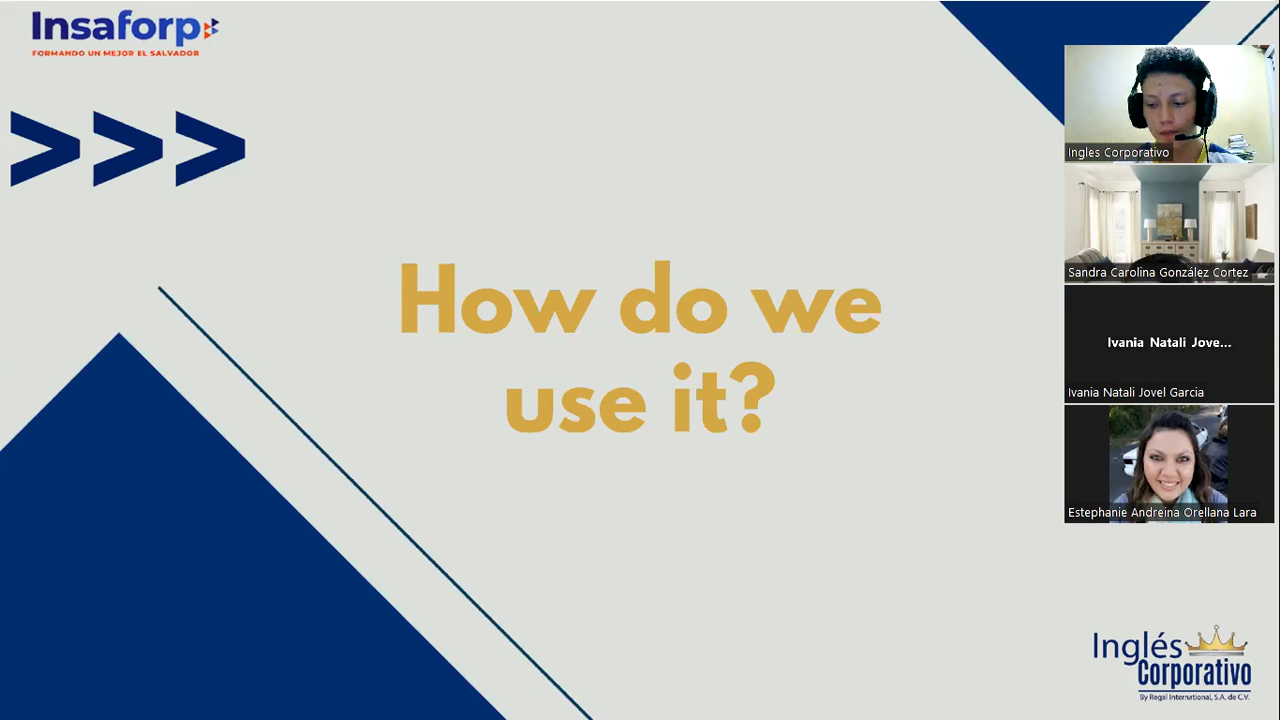 Insaforp
FORMANDO UN MEJOR EL SALVADOR
>>>
How do we
use it?
Ingles Corporativo
Sandra Carolina González Cortez
Ivania Natali Jove...
Ivania Natali Jovel Garcia
Estephanie Andreina Orellana Lara
Inglés
Corporativo
By Regal International, S.A. de C.V.